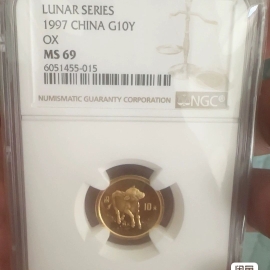 LUNAR SERIES
1997 CHINA G10Y
OX
MS 69
6051455-015
NUMISMATIC GUARANTY CORPORATION
NGC